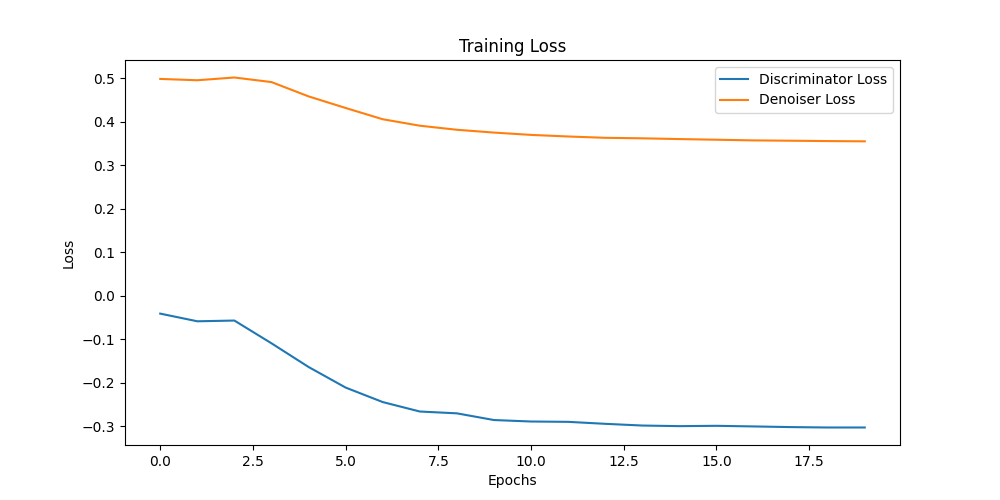 Training Loss
Discriminator Loss
Denoiser Loss
0.5
0.4
0.3
0.2
0.1
0.0
−0.1
−0.2
−0.3
Loss
0.0 2.5 5.0 7.5 10.0 12.5 15.0 17.5
Epochs